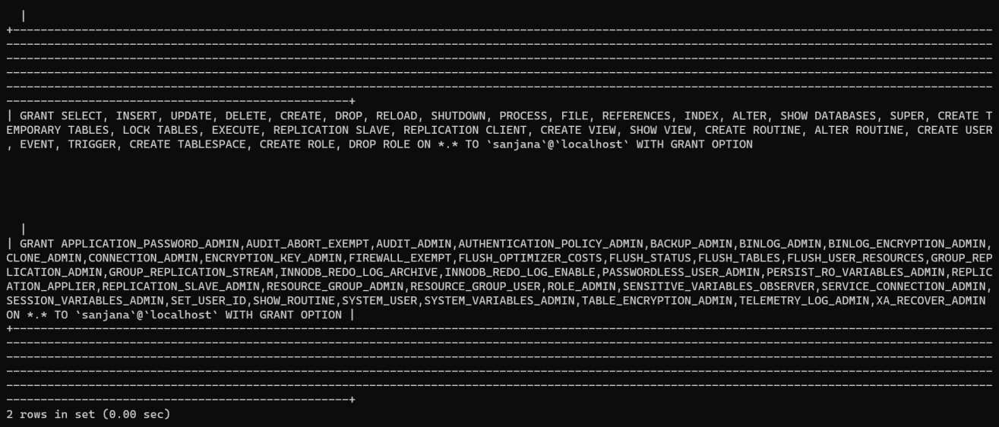 |
+------------------------------------------------------------------------------------------------------------------------------------------------
------------------------------------------------------------------------------------------------------------------------------------------------
------------------------------------------------------------------------------------------------------------------------------------------------
------------------------------------------------------------------------------------------------------------------------------------------------
------------------------------------------------------------------------------------------------------------------------------------------------
--------------------------------------------------+
| GRANT SELECT, INSERT, UPDATE, DELETE, CREATE, DROP, RELOAD, SHUTDOWN, PROCESS, FILE, REFERENCES, INDEX, ALTER, SHOW DATABASES, SUPER, CREATE T
EMPORARY TABLES, LOCK TABLES, EXECUTE, REPLICATION SLAVE, REPLICATION CLIENT, CREATE VIEW, SHOW VIEW, CREATE ROUTINE, ALTER ROUTINE, CREATE USER
, EVENT, TRIGGER, CREATE TABLESPACE, CREATE ROLE, DROP ROLE ON *.* TO `sanjana`@`localhost` WITH GRANT OPTION
|
| GRANT APPLICATION_PASSWORD_ADMIN,AUDIT_ABORT_EXEMPT,AUDIT_ADMIN,AUTHENTICATION_POLICY_ADMIN,BACKUP_ADMIN,BINLOG_ADMIN,BINLOG_ENCRYPTION_ADMIN,
CLONE_ADMIN,CONNECTION_ADMIN,ENCRYPTION_KEY_ADMIN,FIREWALL_EXEMPT,FLUSH_OPTIMIZER_COSTS,FLUSH_STATUS,FLUSH_TABLES,FLUSH_USER_RESOURCES,GROUP_REP
LICATION_ADMIN,GROUP_REPLICATION_STREAM,INNODB_REDO_LOG_ARCHIVE,INNODB_REDO_LOG_ENABLE,PASSWORDLESS_USER_ADMIN,PERSIST_RO_VARIABLES_ADMIN,REPLIC
ATION_APPLIER,REPLICATION_SLAVE_ADMIN,RESOURCE_GROUP_ADMIN,RESOURCE_GROUP_USER,ROLE_ADMIN,SENSITIVE_VARIABLES_OBSERVER,SERVICE_CONNECTION_ADMIN,
SESSION_VARIABLES_ADMIN,SET_USER_ID,SHOW_ROUTINE,SYSTEM_USER,SYSTEM_VARIABLES_ADMIN,TABLE_ENCRYPTION_ADMIN,TELEMETRY_LOG_ADMIN,XA_RECOVER_ADMIN
ON *.* TO `sanjana`@`localhost` WITH GRANT OPTION |
+------------------------------------------------------------------------------------------------------------------------------------------------
------------------------------------------------------------------------------------------------------------------------------------------------
------------------------------------------------------------------------------------------------------------------------------------------------
------------------------------------------------------------------------------------------------------------------------------------------------
------------------------------------------------------------------------------------------------------------------------------------------------
--------------------------------------------------+
2 rows in set (0.00 sec)